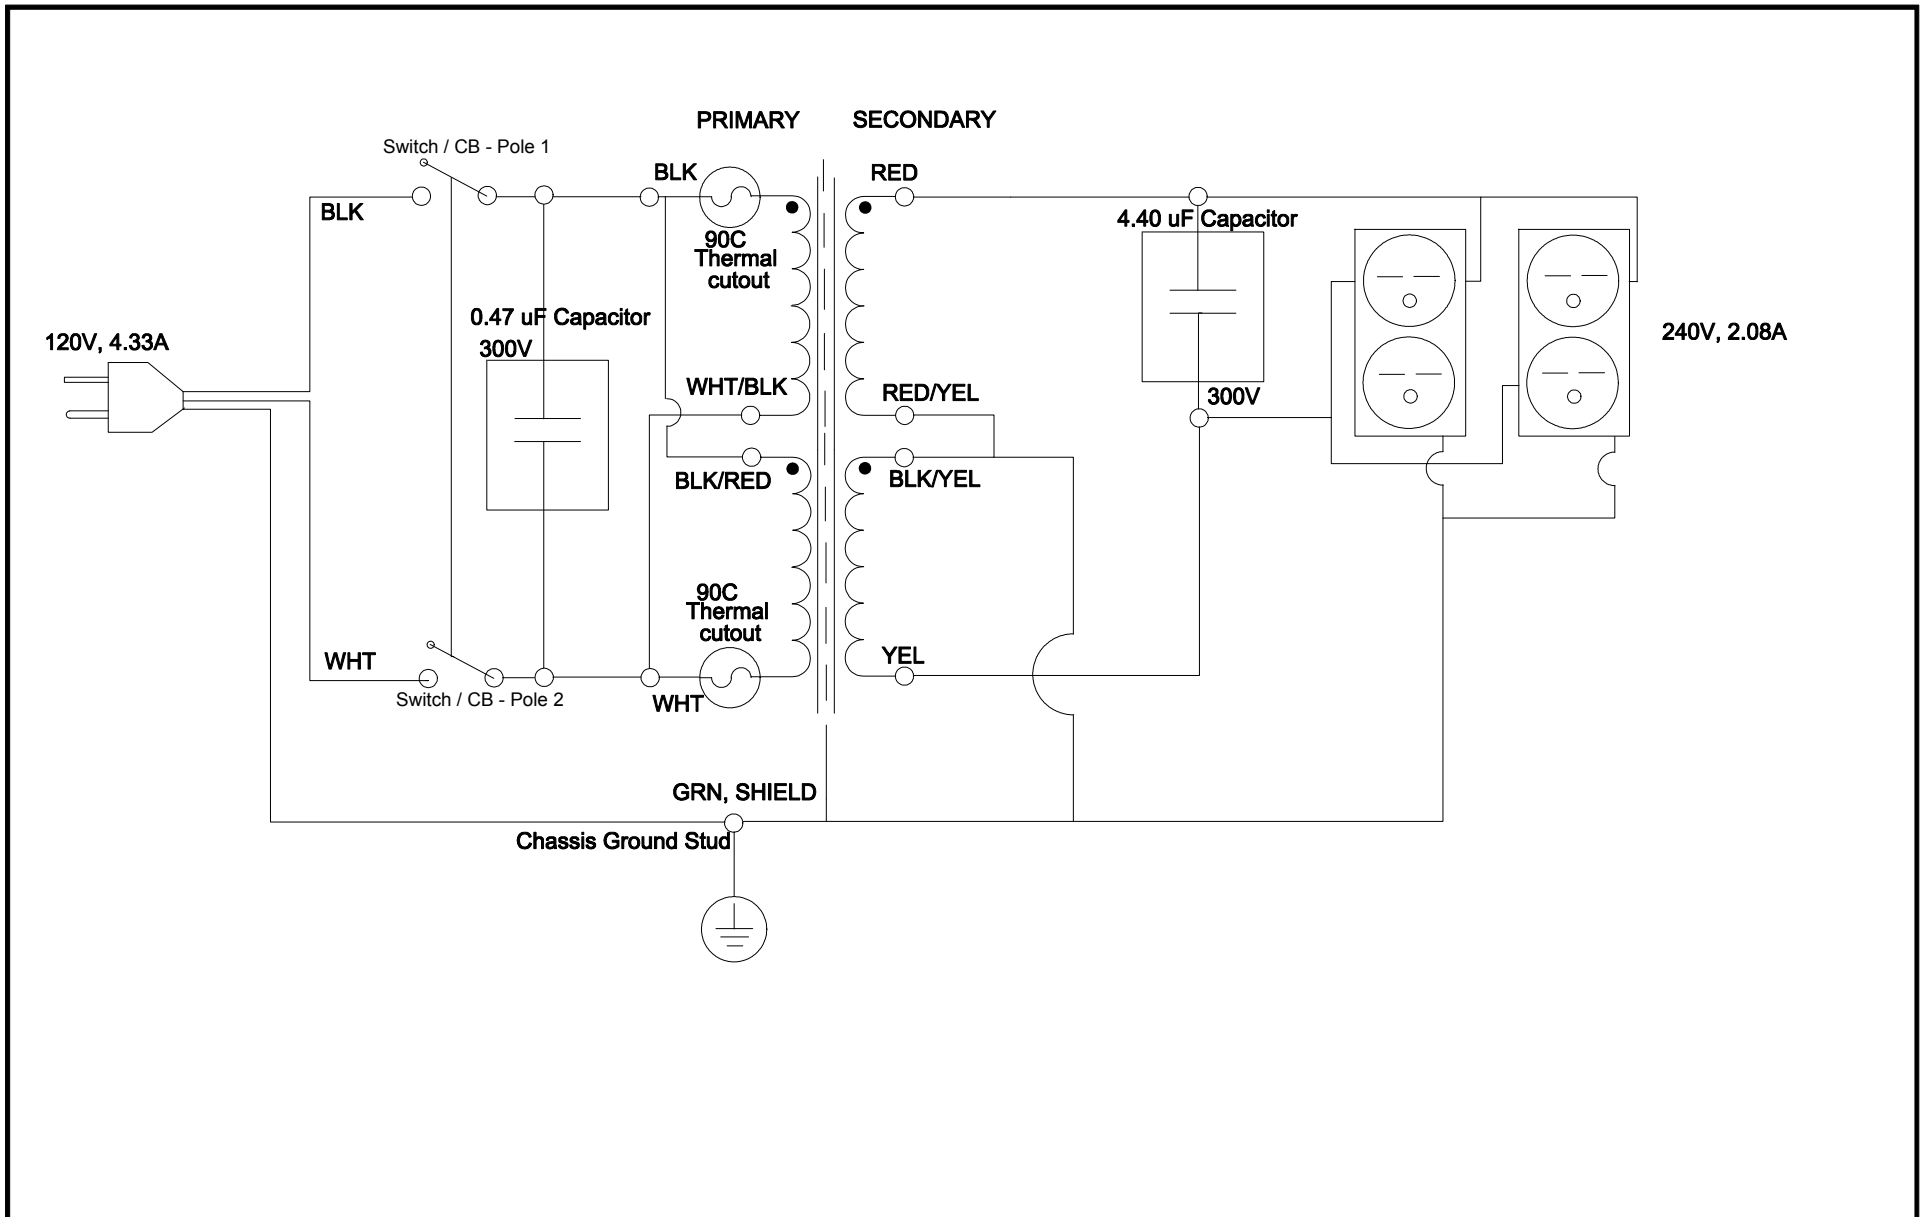 PRIMARY
SECONDARY
Switch / CB - Pole 1
BLK
RED
BLK
4.40 uF Capacitor
90C
Thermal
cutout
0.47 uF Capacitor
300V
120V, 4.33A
240V, 2.08A
WHT/BLK
RED/YEL
300V
BLK/RED
BLK/YEL
90C
Thermal
cutout
WHT
YEL
Switch / CB - Pole 2
WHT
GRN, SHIELD
Chassis Ground Stud